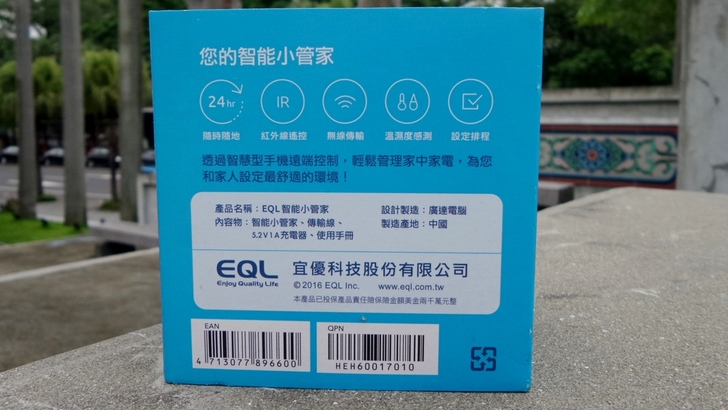 您的智能小管家
24hr
IR
隨時隨地
紅外線遙控
無線傳輸
溫濕度感測
設定排程
透過智慧型手機遠端控制，輕鬆管理家中家電，為您
和家人設定最舒適的環境！
產品名稱：EQL 智能小管家
設計製造：廣達電腦
內容物：智能小管家、傳輸線、
製造產地：中國
5.2V1A充電器、使用手冊
EQL
Enjoy Quality Life
宜優科技股份有限公司
© 2016 EQL Inc. www.eql.com.tw
本產品已投保產品責任險保險金額美金兩千萬元整
EAN
4 713077 896600
QPN
HEH60017010